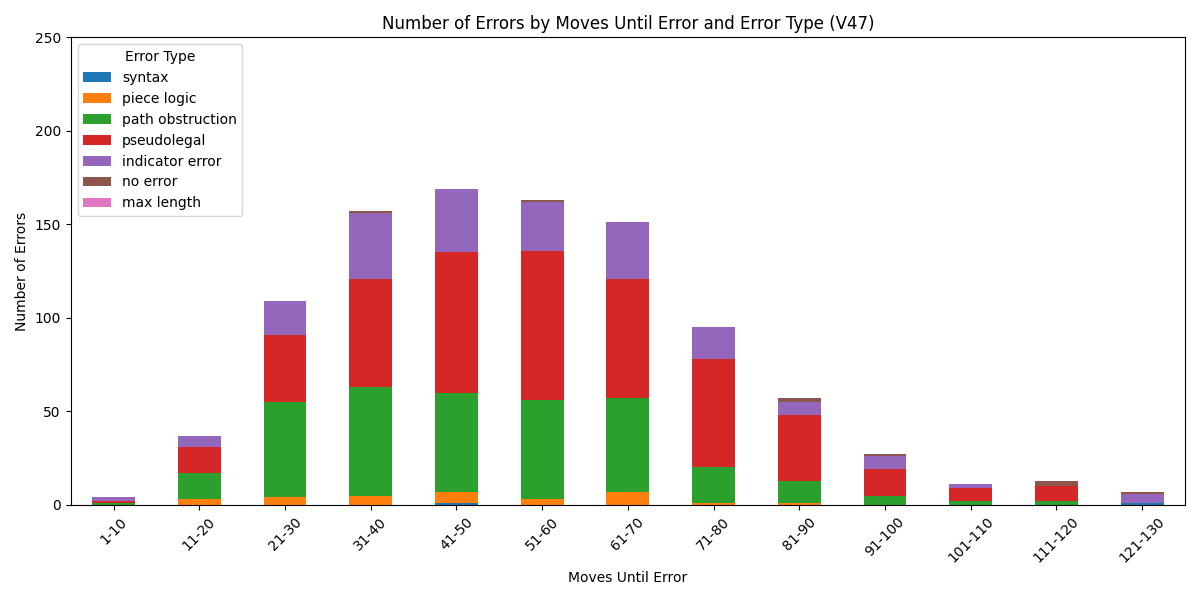 Number of Errors by Moves Until Error and Error Type (V47)
Number of Errors
250
200
150
100
50
0
Error Type
syntax
piece logic
path obstruction
pseudolegal
indicator error
no error
max length
1-10
11-20
21-30
31-40
41-50
51-60
61-70
71-80
81-90
91-100
101-110
111-120
121-130
Moves Until Error